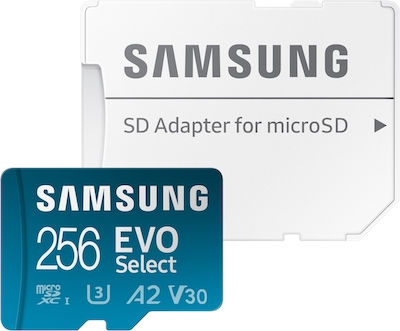 SAMSUNG
SD Adapter for microSD ▶
SAMSUNG
256 EVO Select
micro SD XC I U3 A2 V30